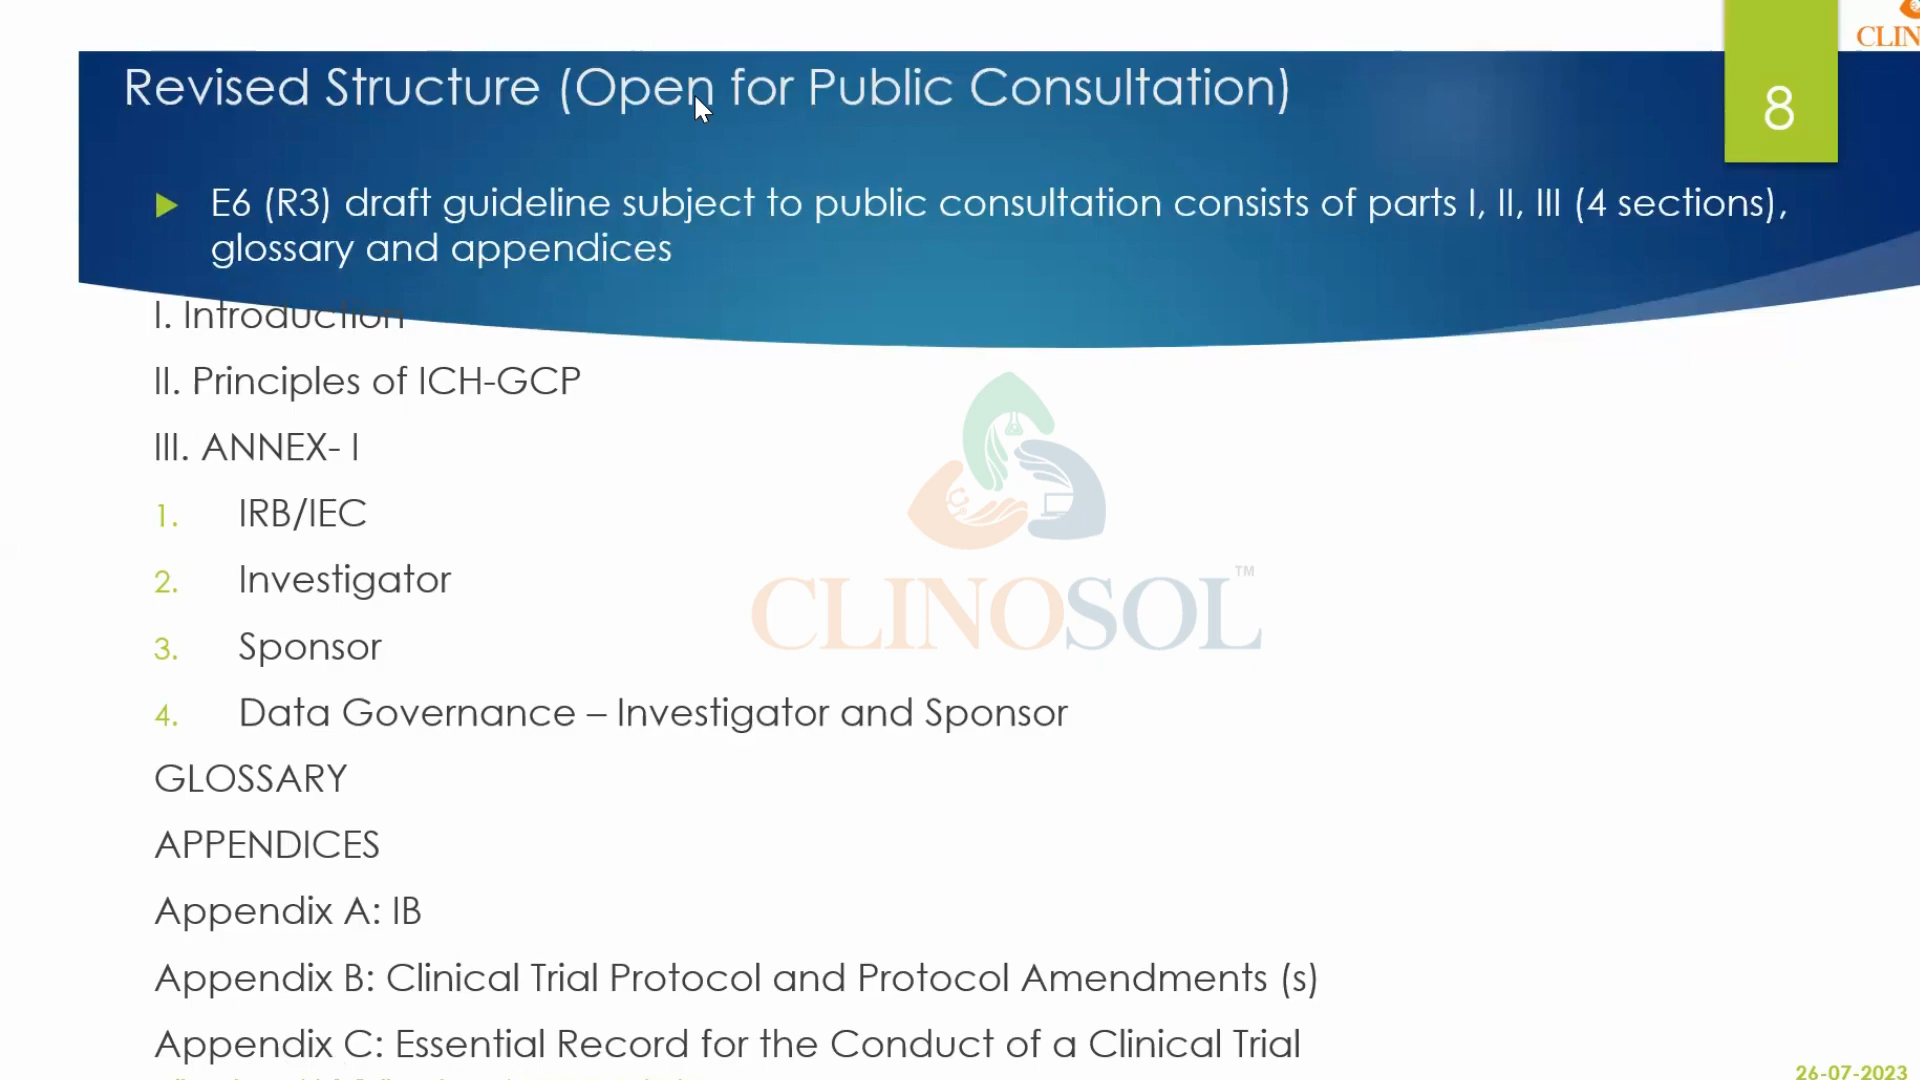 CLIN
Revised Structure (Open for Public Consultation)
8
E6 (R3) draft guideline subject to public consultation consists of parts I, II, III (4 sections),
glossary and appendices
I. Introduction
II. Principles of ICH-GCP
III. ANNEX- I
1. IRB/IEC
2. Investigator
3. Sponsor
4. Data Governance – Investigator and Sponsor
GLOSSARY
APPENDICES
Appendix A: IB
Appendix B: Clinical Trial Protocol and Protocol Amendments (s)
Appendix C: Essential Record for the Conduct of a Clinical Trial
CLINOSOL™
26-07-2023